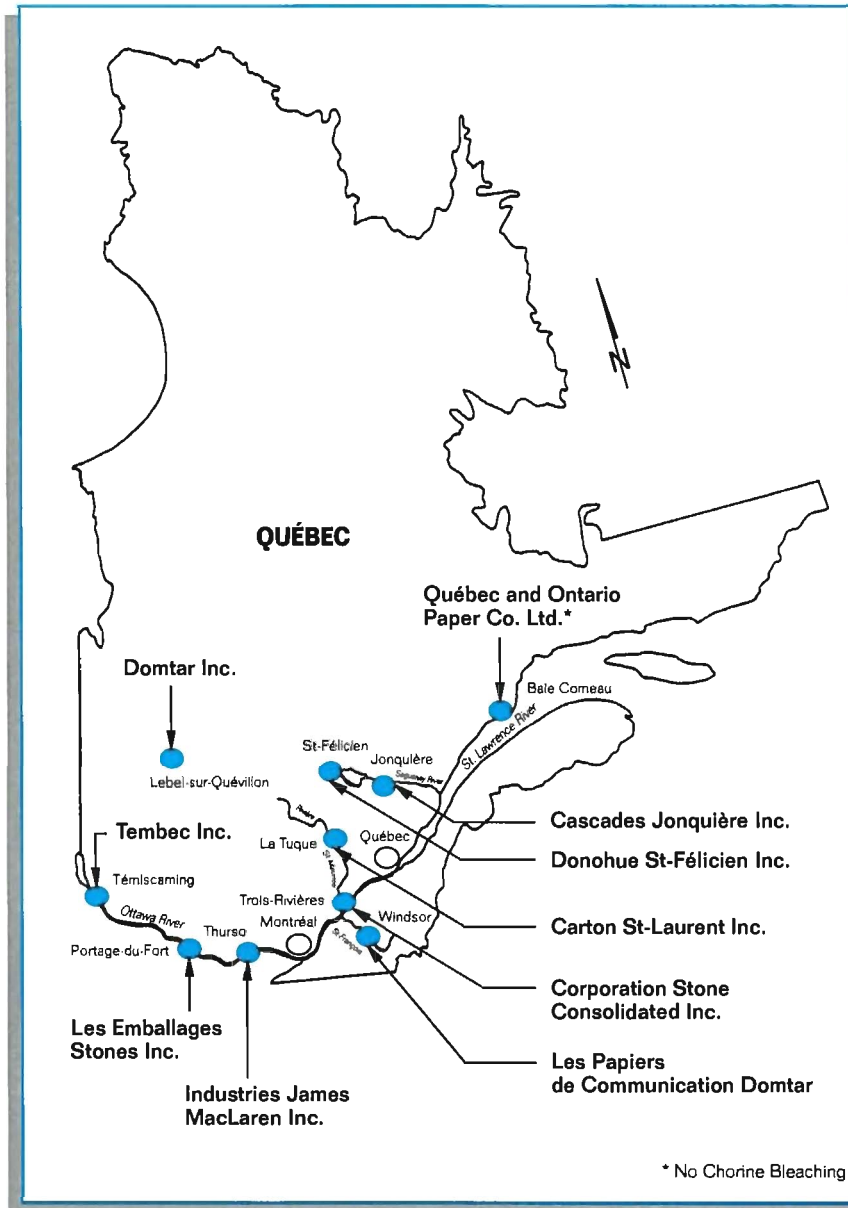 N
QUÉBEC
Québec and Ontario
Paper Co. Ltd.*
Domtar Inc.
Baie Comeau
St. Lawrence River
St-Félicien
Jonquière
Saguenay River
Lebel-sur-Quévillon
Tembec Inc.
La Tuque
Québec
Cascades Jonquière Inc.
Donohue St-Félicien Inc.
Témiscaming
Ottawa River
Trois-Rivières
Windsor
Carton St-Laurent Inc.
Thurso
Montréal
St-François
Portage-du-Fort
Corporation Stone
Consolidated Inc.
Les Emballages
Stones Inc.
Les Papiers
de Communication Domtar
Industries James
MacLaren Inc.
* No Chorine Bleaching